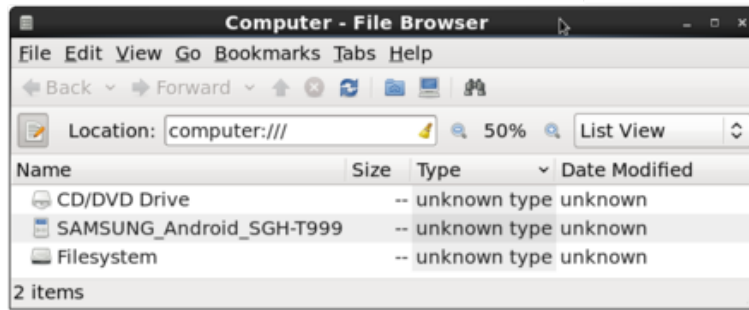 Computer - File Browser
File Edit View Go Bookmarks Tabs Help
Back Forward
Location: computer:/// 50% List View
Name Size Type Date Modified
CD/DVD Drive -- unknown type unknown
SAMSUNG_Android_SGH-T999 -- unknown type unknown
Filesystem -- unknown type unknown
2 items